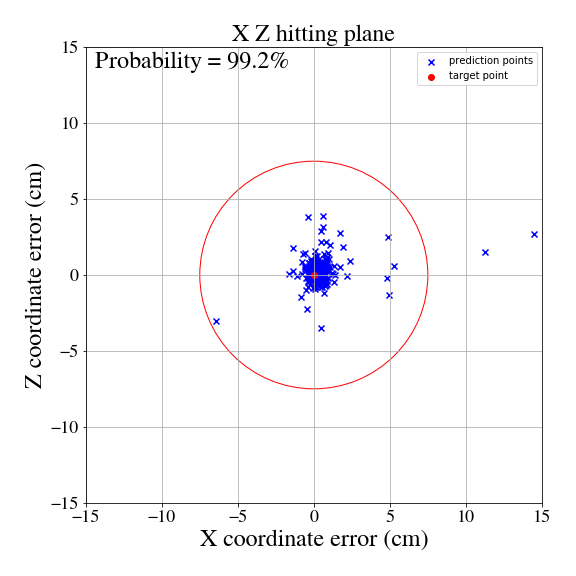 X Z hitting plane
Probability = 99.2%
prediction points
target point
15
10
5
0
−5
−10
−15
Z coordinate error (cm)
−15
−10
−5
0
5
10
15
X coordinate error (cm)